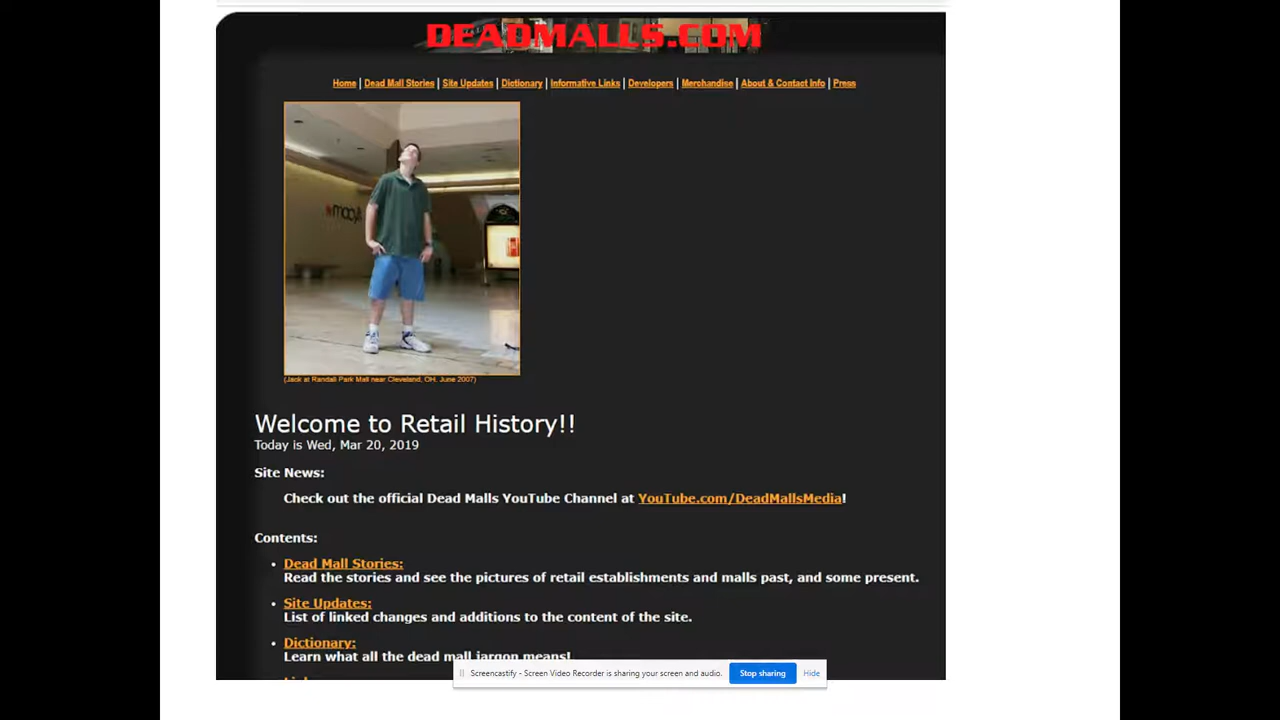 DEADMALLS.COM
Home | Dead Mall Stories | Site Updates | Dictionary | Informative Links | Developers | Merchandise | About & Contact Info | Press
macy's
(Jack at Randall Park Mall near Cleveland, OH. June 2007)
Welcome to Retail History!!
Today is Wed, Mar 20, 2019
Site News:
Check out the official Dead Malls YouTube Channel at YouTube.com/DeadMallsMedia!
Contents:
• Dead Mall Stories:
Read the stories and see the pictures of retail establishments and malls past, and some present.
• Site Updates:
List of linked changes and additions to the content of the site.
• Dictionary:
Learn what all the dead mall jargon means!
Screencastify - Screen Video Recorder is sharing your screen and audio. Stop sharing Hide